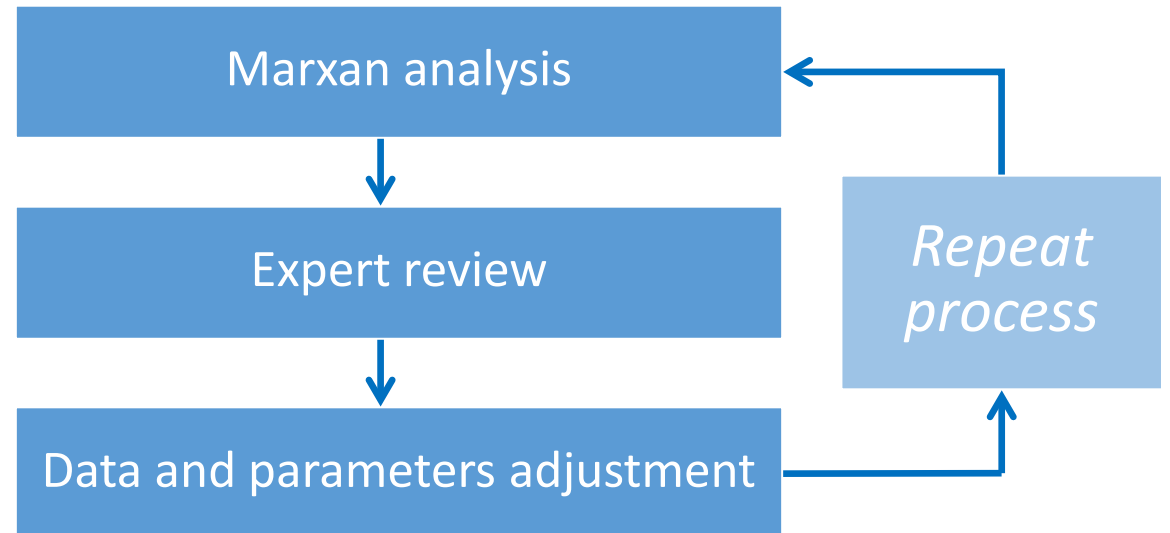 Marxan analysis
Expert review
Data and parameters adjustment
Repeat
process